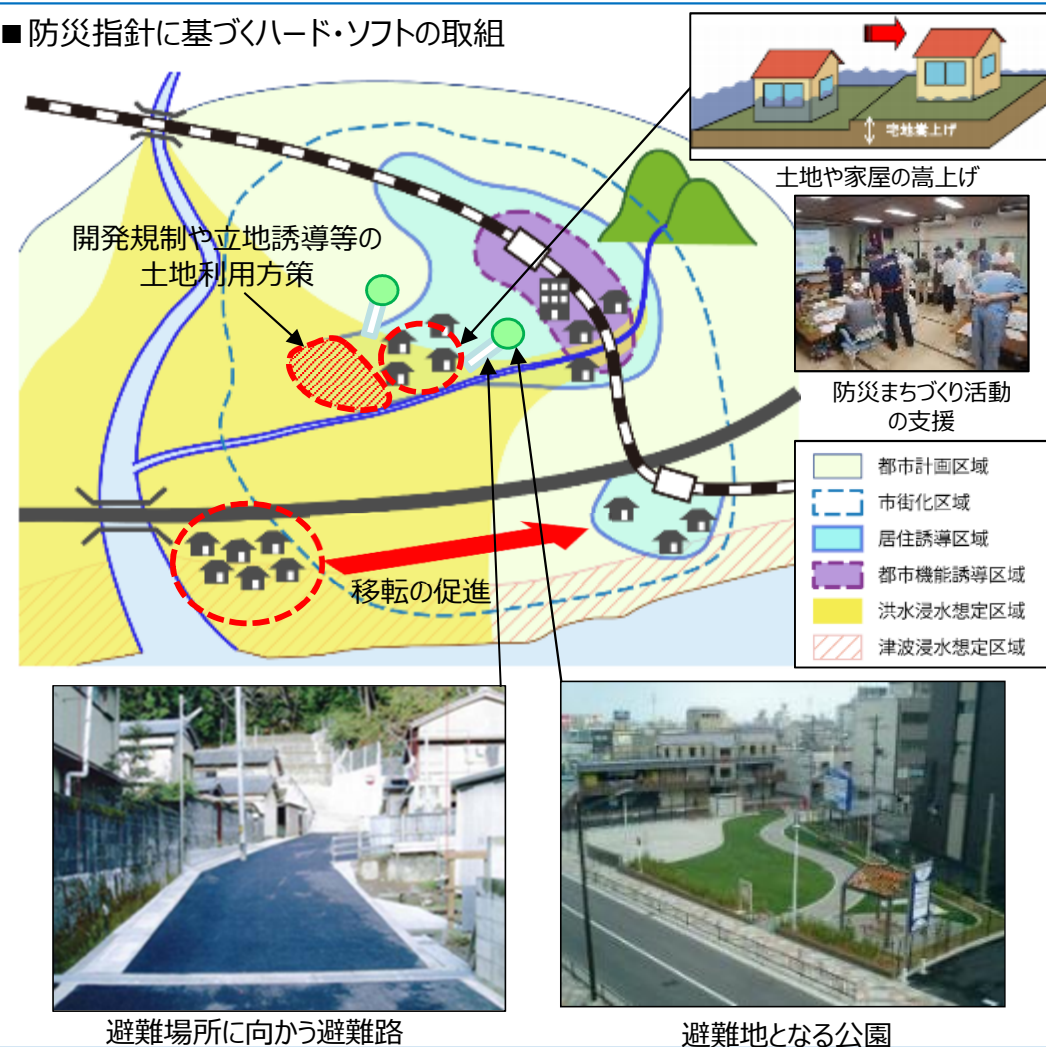 ■防災指針に基づくハード・ソフトの取組
宅地嵩上げ
土地や家屋の嵩上げ
開発規制や立地誘導等の
土地利用方策
防災まちづくり活動
の支援
都市計画区域
市街化区域
居住誘導区域
都市機能誘導区域
洪水浸水想定区域
津波浸水想定区域
移転の促進
避難場所に向かう避難路
避難地となる公園